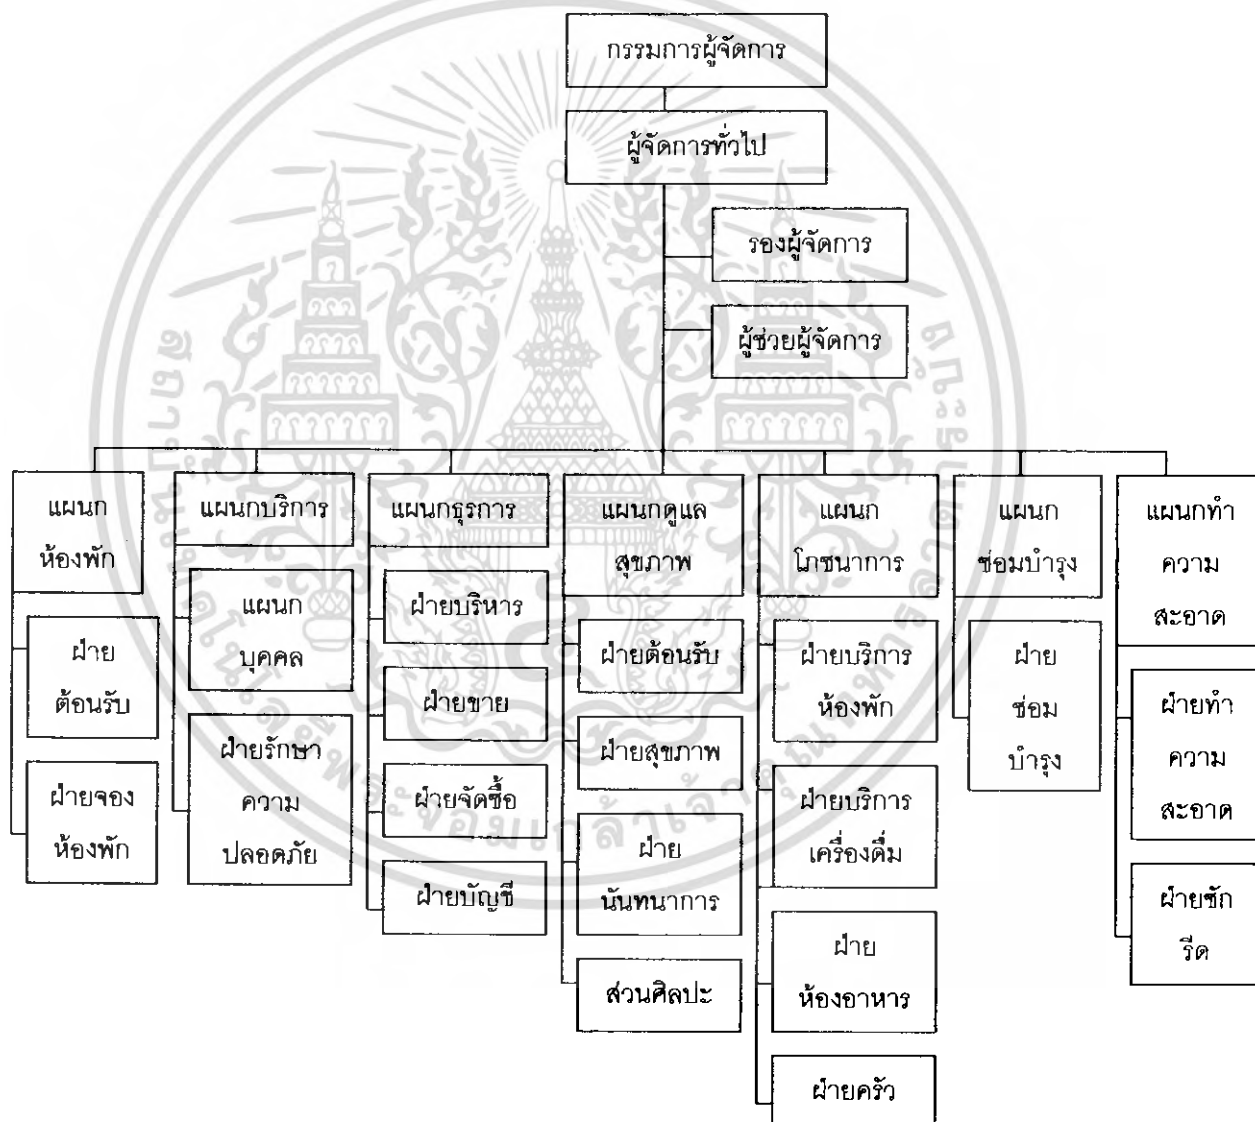 กรรมการผู้จัดการ
ผู้จัดการทั่วไป
รองผู้จัดการ
ผู้ช่วยผู้จัดการ
แผนก
ห้องพัก
ฝ่าย
ต้อนรับ
ฝ่ายจอง
ห้องพัก
แผนกบริการ
แผนก
บุคคล
ฝ่ายรักษา
ความ
ปลอดภัย
แผนกธุรการ
ฝ่ายบริหาร
ฝ่ายขาย
ฝ่ายจัดซื้อ
ฝ่ายบัญชี
แผนกดูแล
สุขภาพ
ฝ่ายต้อนรับ
ฝ่ายสุขภาพ
ฝ่าย
นันทนาการ
ส่วนศิลปะ
แผนก
โภชนาการ
ฝ่ายบริการ
ห้องพัก
ฝ่ายบริการ
เครื่องดื่ม
ฝ่าย
ห้องอาหาร
ฝ่ายครัว
แผนก
ซ่อมบำรุง
ฝ่าย
ซ่อม
บำรุง
แผนกทำ
ความ
สะอาด
ฝ่ายทำ
ความ
สะอาด
ฝ่ายซัก
รีด